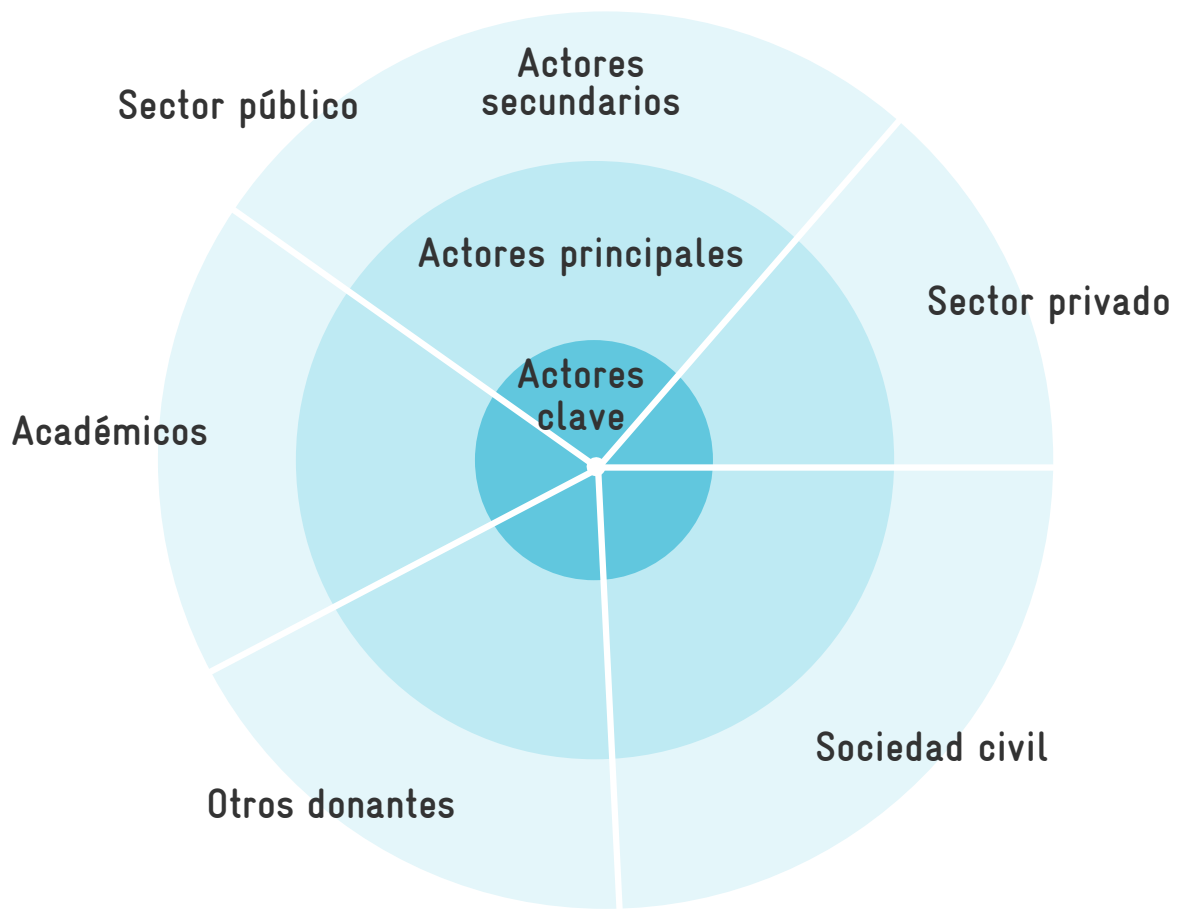 Actores
secundarios
Sector público
Actores principales
Sector privado
Actores
clave
Académicos
Sociedad civil
Otros donantes